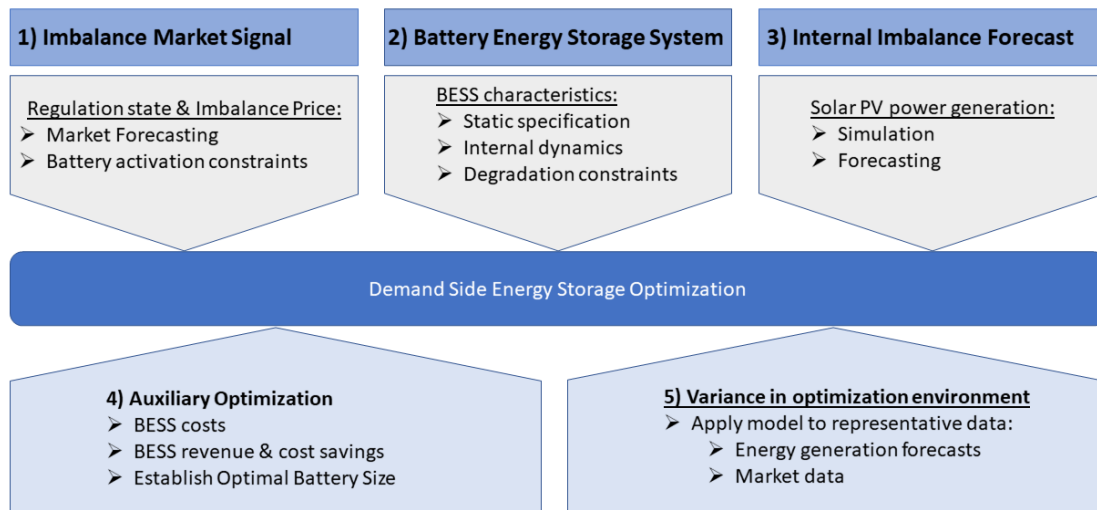 1) Imbalance Market Signal
Regulation state & Imbalance Price:
➤ Market Forecasting
➤ Battery activation constraints
2) Battery Energy Storage System
BESS characteristics:
➤ Static specification
➤ Internal dynamics
➤ Degradation constraints
3) Internal Imbalance Forecast
Solar PV power generation:
➤ Simulation
➤ Forecasting
Demand Side Energy Storage Optimization
4) Auxiliary Optimization
➤ BESS costs
➤ BESS revenue & cost savings
➤ Establish Optimal Battery Size
5) Variance in optimization environment
➤ Apply model to representative data:
➤ Energy generation forecasts
➤ Market data